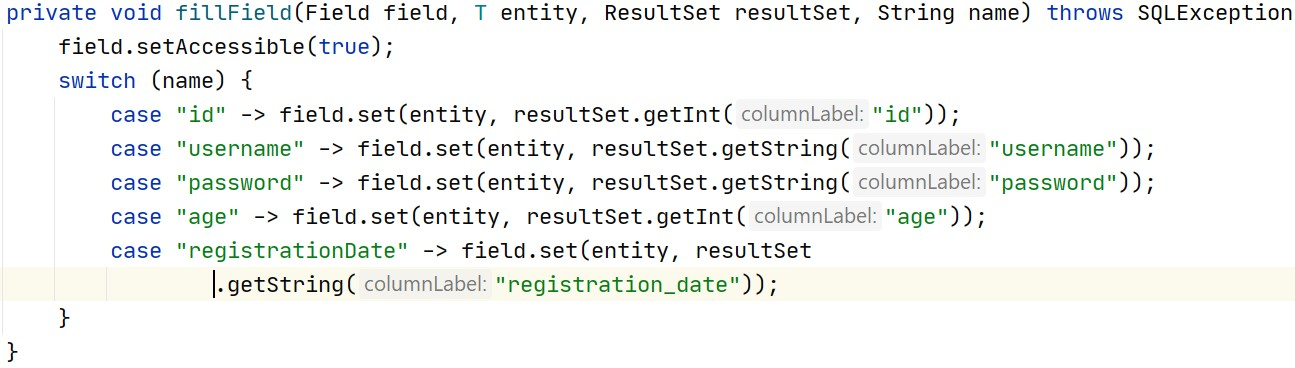 private void fillField(Field field, T entity, ResultSet resultSet, String name) throws SQLException
field.setAccessible(true);
switch (name) {
case "id" -> field.set(entity, resultSet.getInt( columnLabel: "id"));
case "username" -> field.set(entity, resultSet.getString( columnLabel: "username"));
case "password" -> field.set(entity, resultSet.getString( columnLabel: "password"));
case "age" -> field.set(entity, resultSet.getInt( columnLabel: "age"));
case "registrationDate" -> field.set(entity, resultSet
.getString( columnLabel: "registration_date"));
}
}